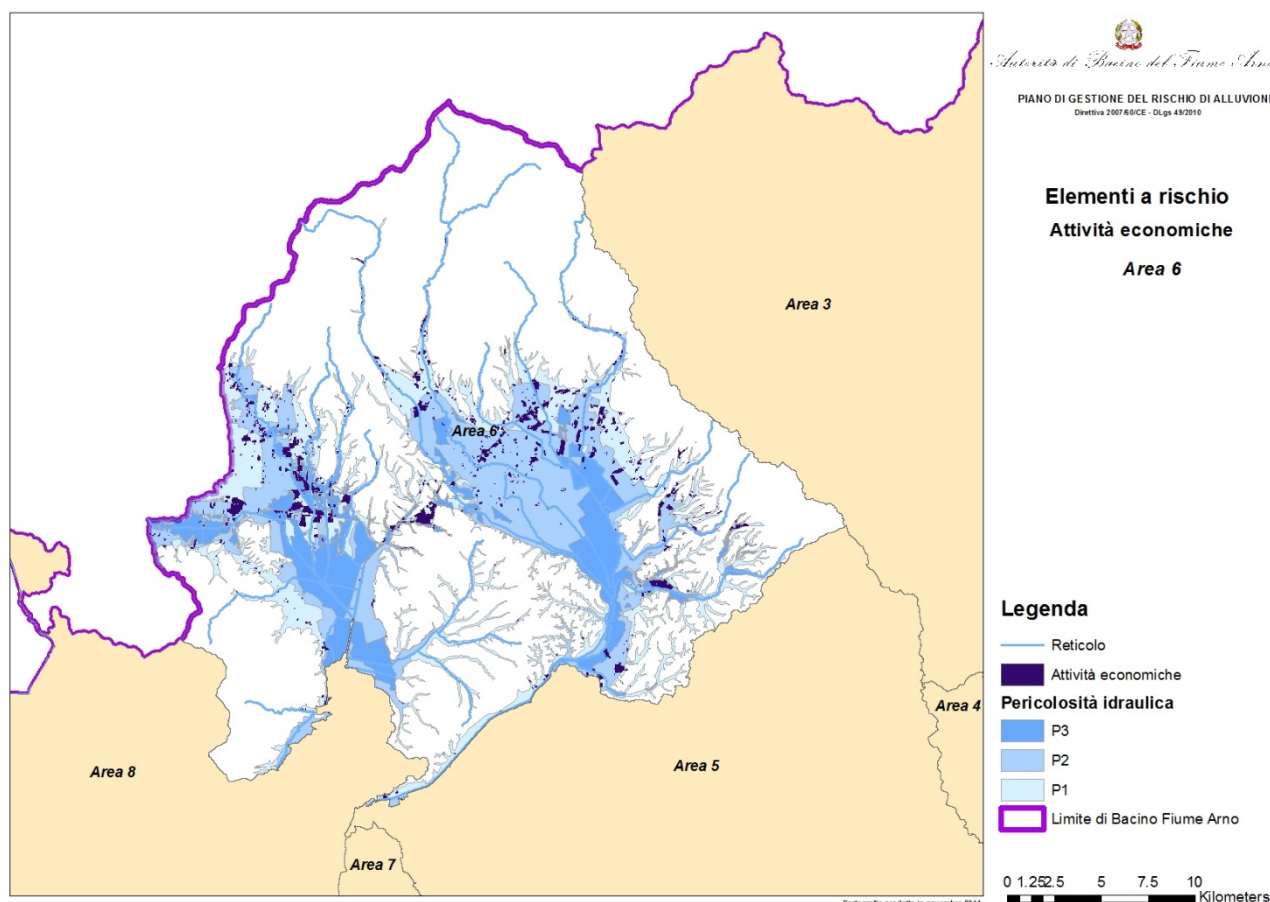 Autorità di Bacino del Fiume Arno
PIANO DI GESTIONE DEL RISCHIO DI ALLUVIONI
Direttiva 2007/60/CE - DLgs 49/2010
Elementi a rischio
Attività economiche
Area 6
Area 3
Area 6
Area 4
Area 5
Area 8
Area 7
Legenda
Reticolo
Attività economiche
Pericolosità idraulica
P3
P2
P1
Limite di Bacino Fiume Arno
0 1.252.5 5 7.5 10
Kilometers